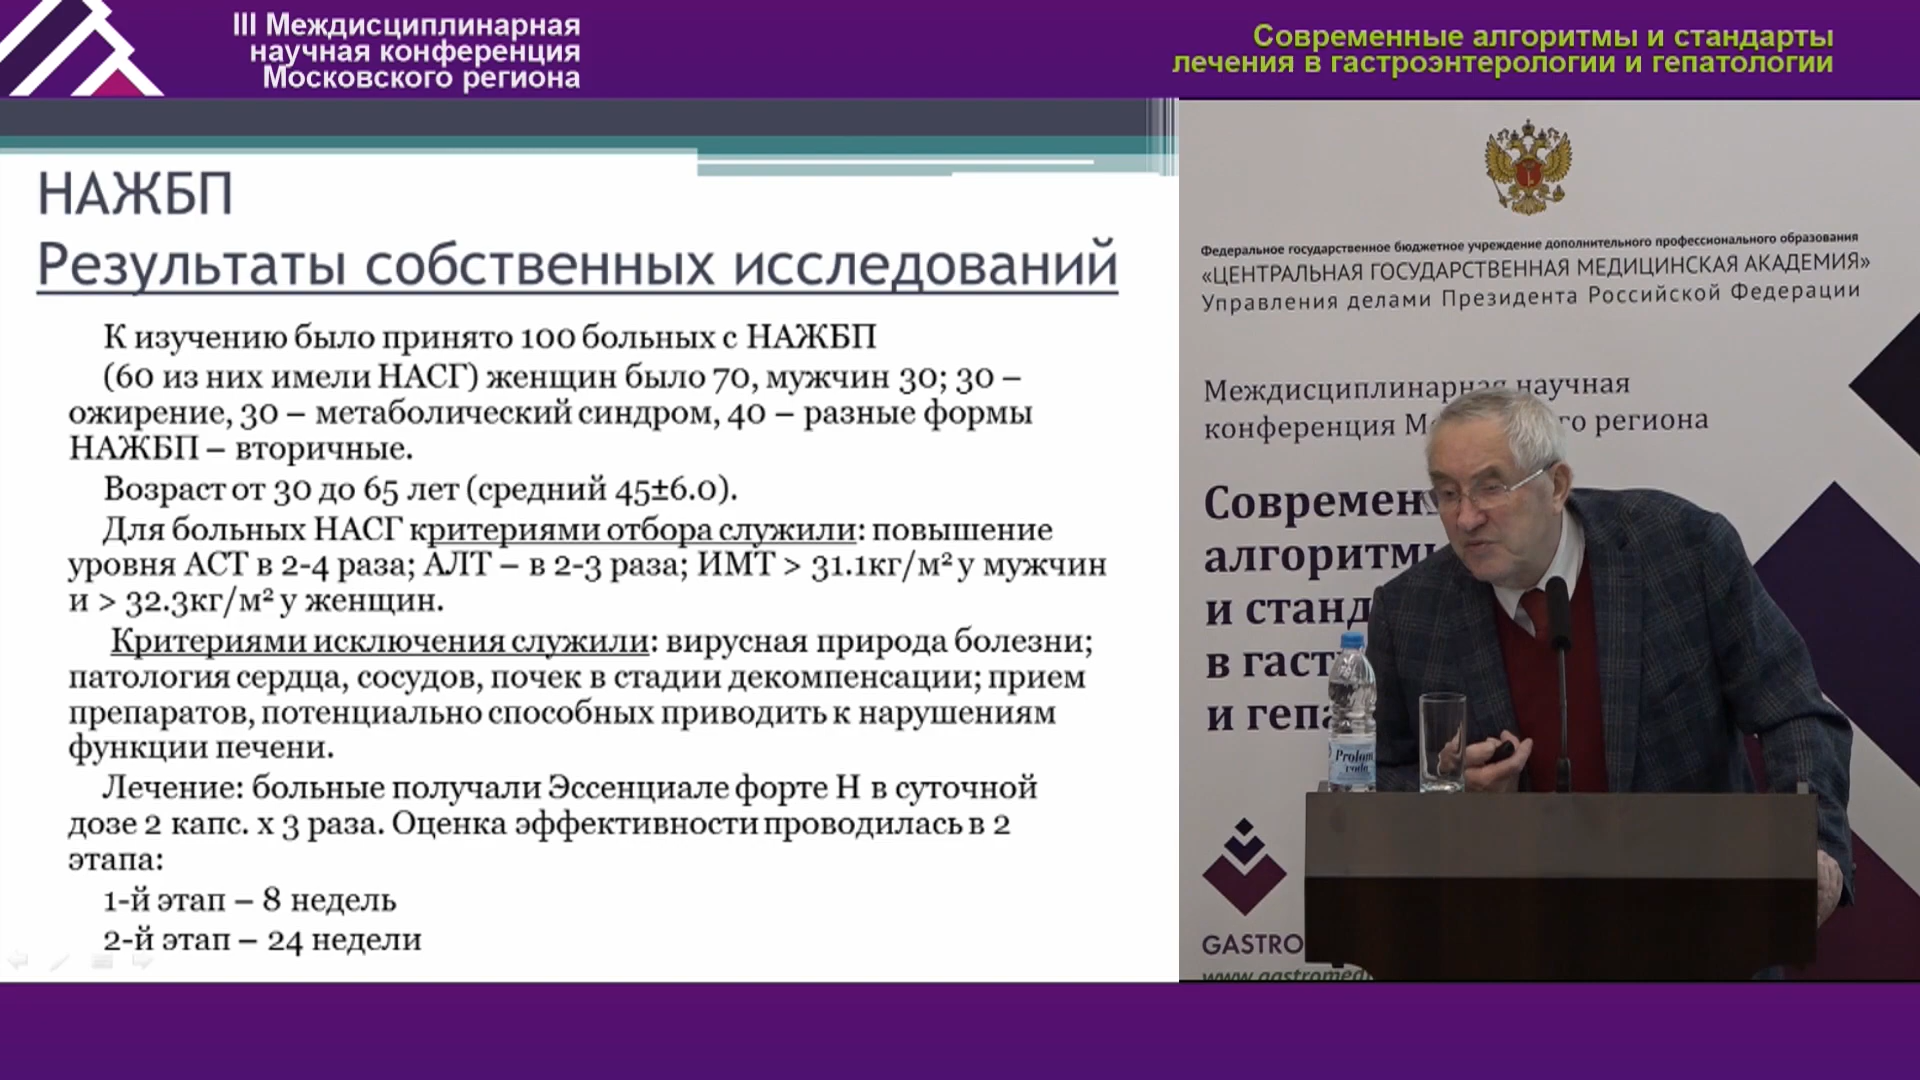 III Междисциплинарная
научная конференция
Московского региона
Современные алгоритмы и стандарты
лечения в гастроэнтерологии и гепатологии
НАЖБП
Результаты собственных исследований
К изучению было принято 100 больных с НАЖБП
(60 из них имели НАСГ) женщин было 70, мужчин 30; 30 –
ожирение, 30 – метаболический синдром, 40 – разные формы
НАЖБП – вторичные.
Возраст от 30 до 65 лет (средний 45±6.0).
Для больных НАСГ критериями отбора служили: повышение
уровня АСТ в 2-4 раза; АЛТ – в 2-3 раза; ИМТ > 31.1кг/м² у мужчин
и > 32.3кг/м² у женщин.
Критериями исключения служили: вирусная природа болезни;
патология сердца, сосудов, почек в стадии декомпенсации; прием
препаратов, потенциально способных приводить к нарушениям
функции печени.
Лечение: больные получали Эссенциале форте Н в суточной
дозе 2 капс. х 3 раза. Оценка эффективности проводилась в 2
этапа:
1-й этап – 8 недель
2-й этап – 24 недели
Федеральное государственное бюджетное учреждение дополнительного профессионального образования
«ЦЕНТРАЛЬНАЯ ГОСУДАРСТВЕННАЯ МЕДИЦИНСКАЯ АКАДЕМИЯ»
Управления делами Президента Российской Федерации
Междисциплинарная научная
конференция М го региона
Современ
алгоритм
и станд
в гаст
и гепа
GASTRO
www.gastromed